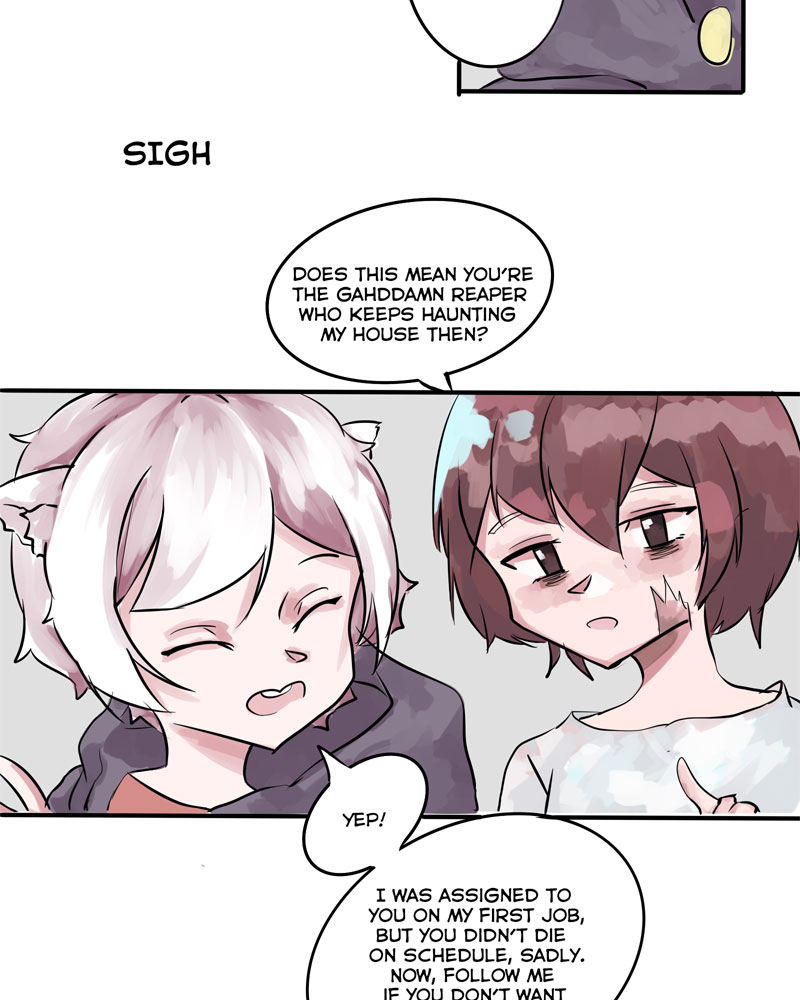 SIGH
DOES THIS MEAN YOU'RE
THE GAHDDAMN REAPER
WHO KEEPS HAUNTING
MY HOUSE THEN?
YEP!
I WAS ASSIGNED TO
YOU ON MY FIRST JOB,
BUT YOU DIDN'T DIE
ON SCHEDULE, SADLY.
NOW, FOLLOW ME
IF YOU DON'T WANT